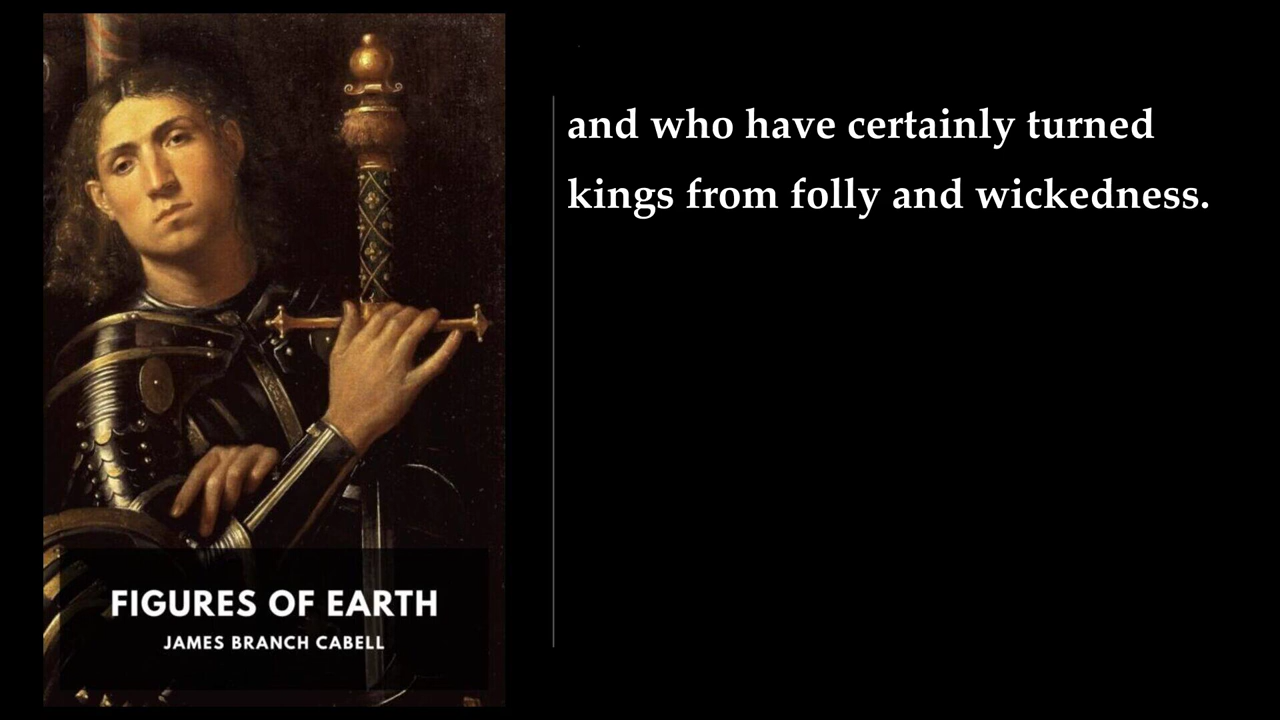 and who have certainly turned
kings from folly and wickedness.
FIGURES OF EARTH
JAMES BRANCH CABELL